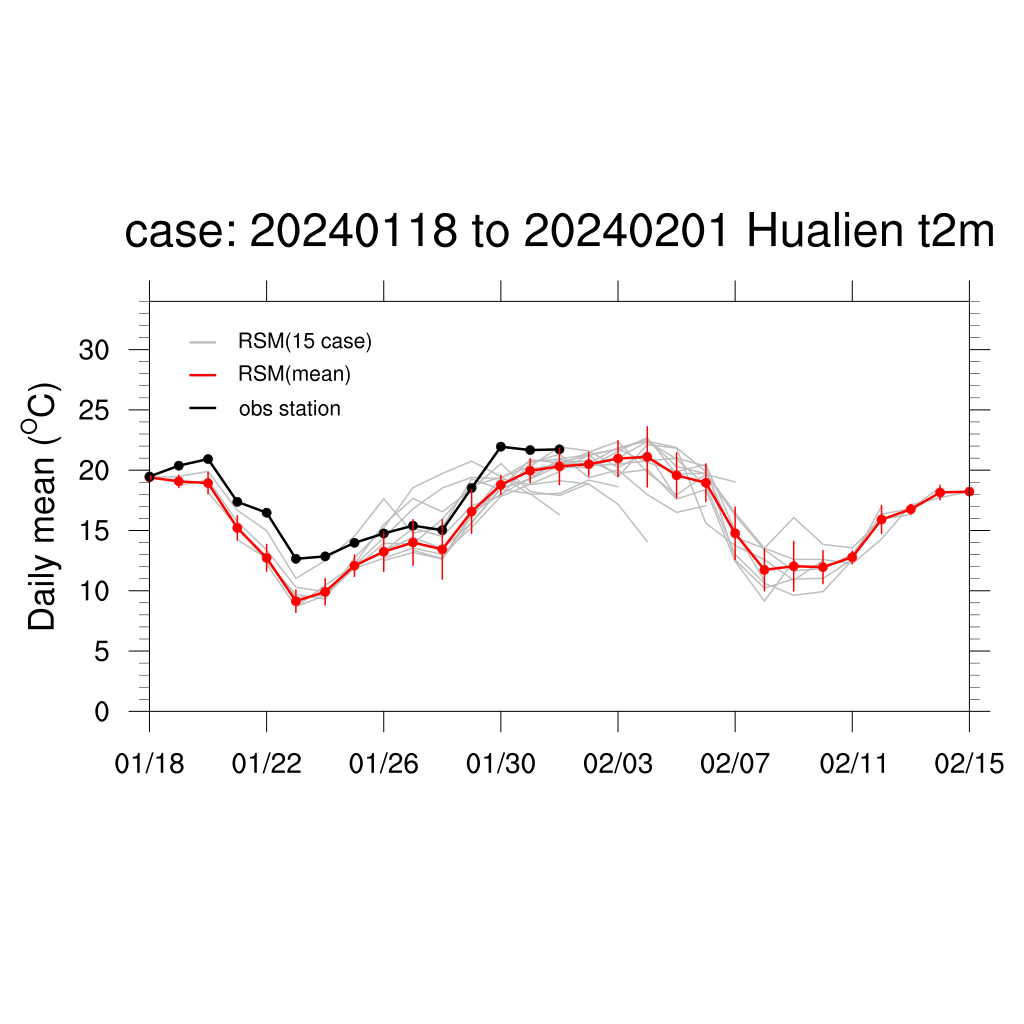 case: 20240118 to 20240201 Hualien t2m
RSM(15 case)
RSM(mean)
obs station
Daily mean (°C)
30
25
20
15
10
5
0
01/18 01/22 01/26 01/30 02/03 02/07 02/11 02/15